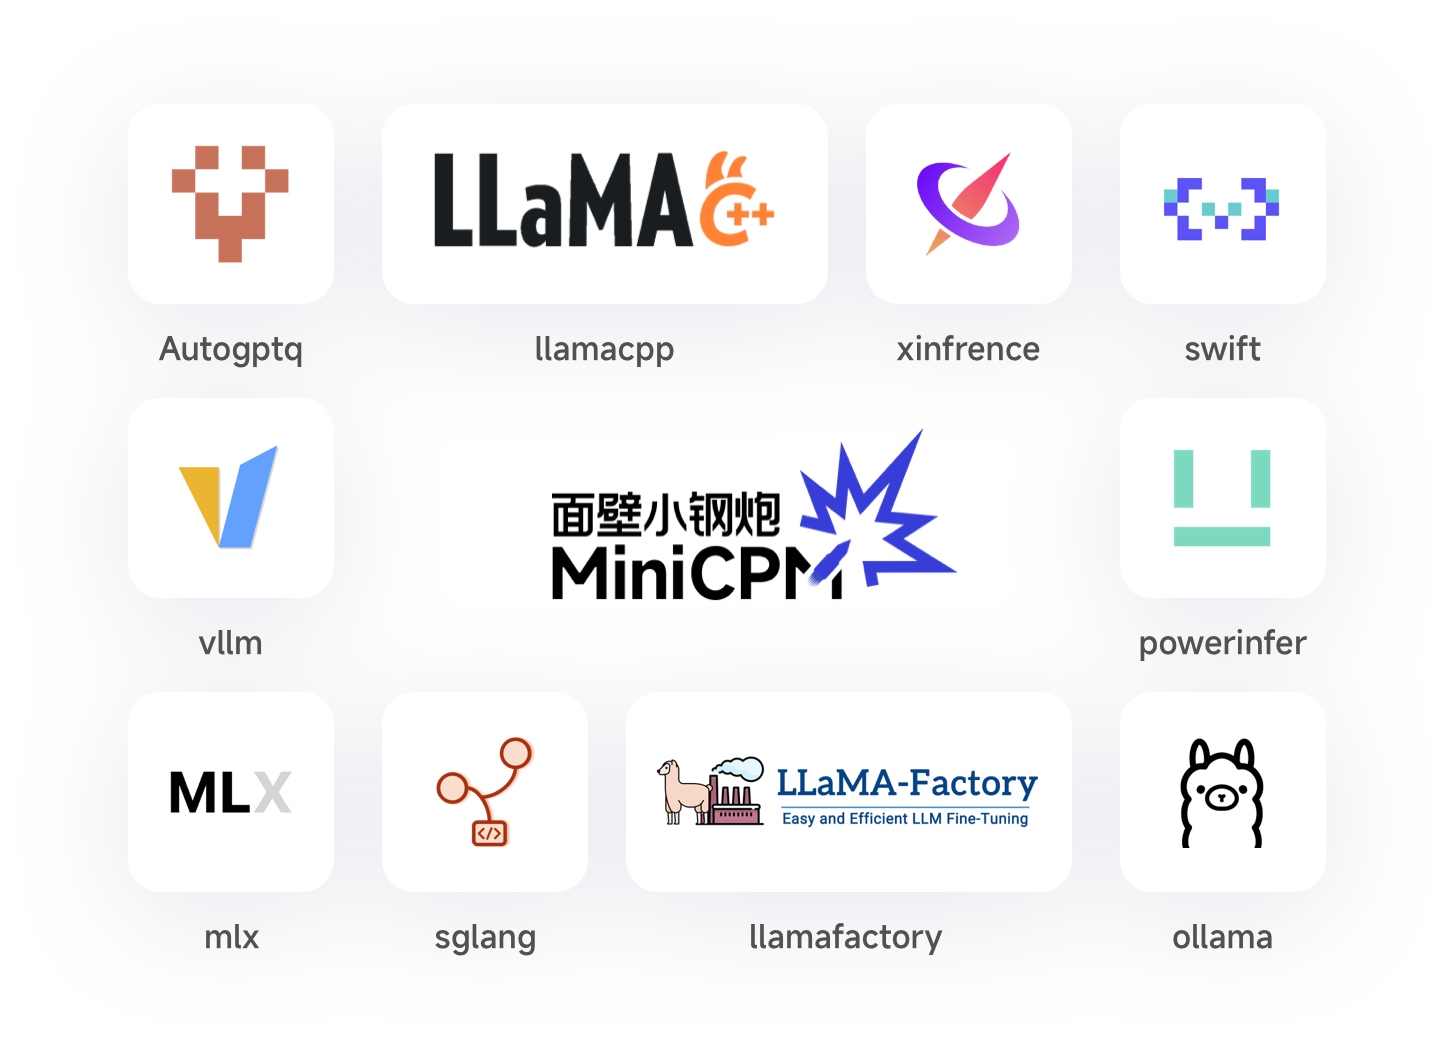 LLaMA C++
Autogptq
llamacpp
xinfrence
swift
面壁小钢炮
MiniCPM
vllm
powerinfer
MLX
</>
LLaMA-Factory
Easy and Efficient LLM Fine-Tuning
mlx
sglang
llamafactory
ollama